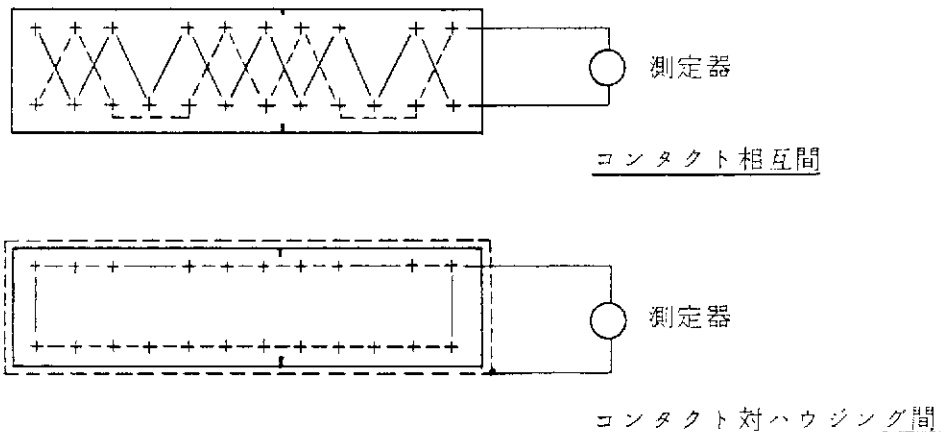 測定器
コンタクト相互間
測定器
コンタクト対ハウジング間